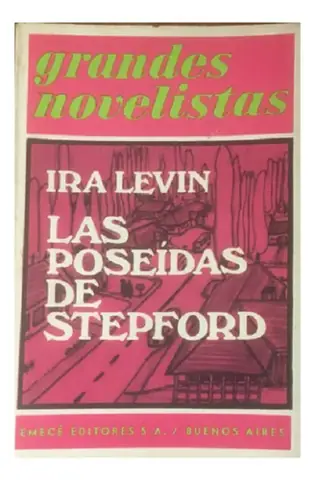 grandes
novelistas
IRA LEVIN
LAS
POSEÍDAS
DE
STEPFORD
EMECÉ EDITORES S.A. / BUENOS AIRES